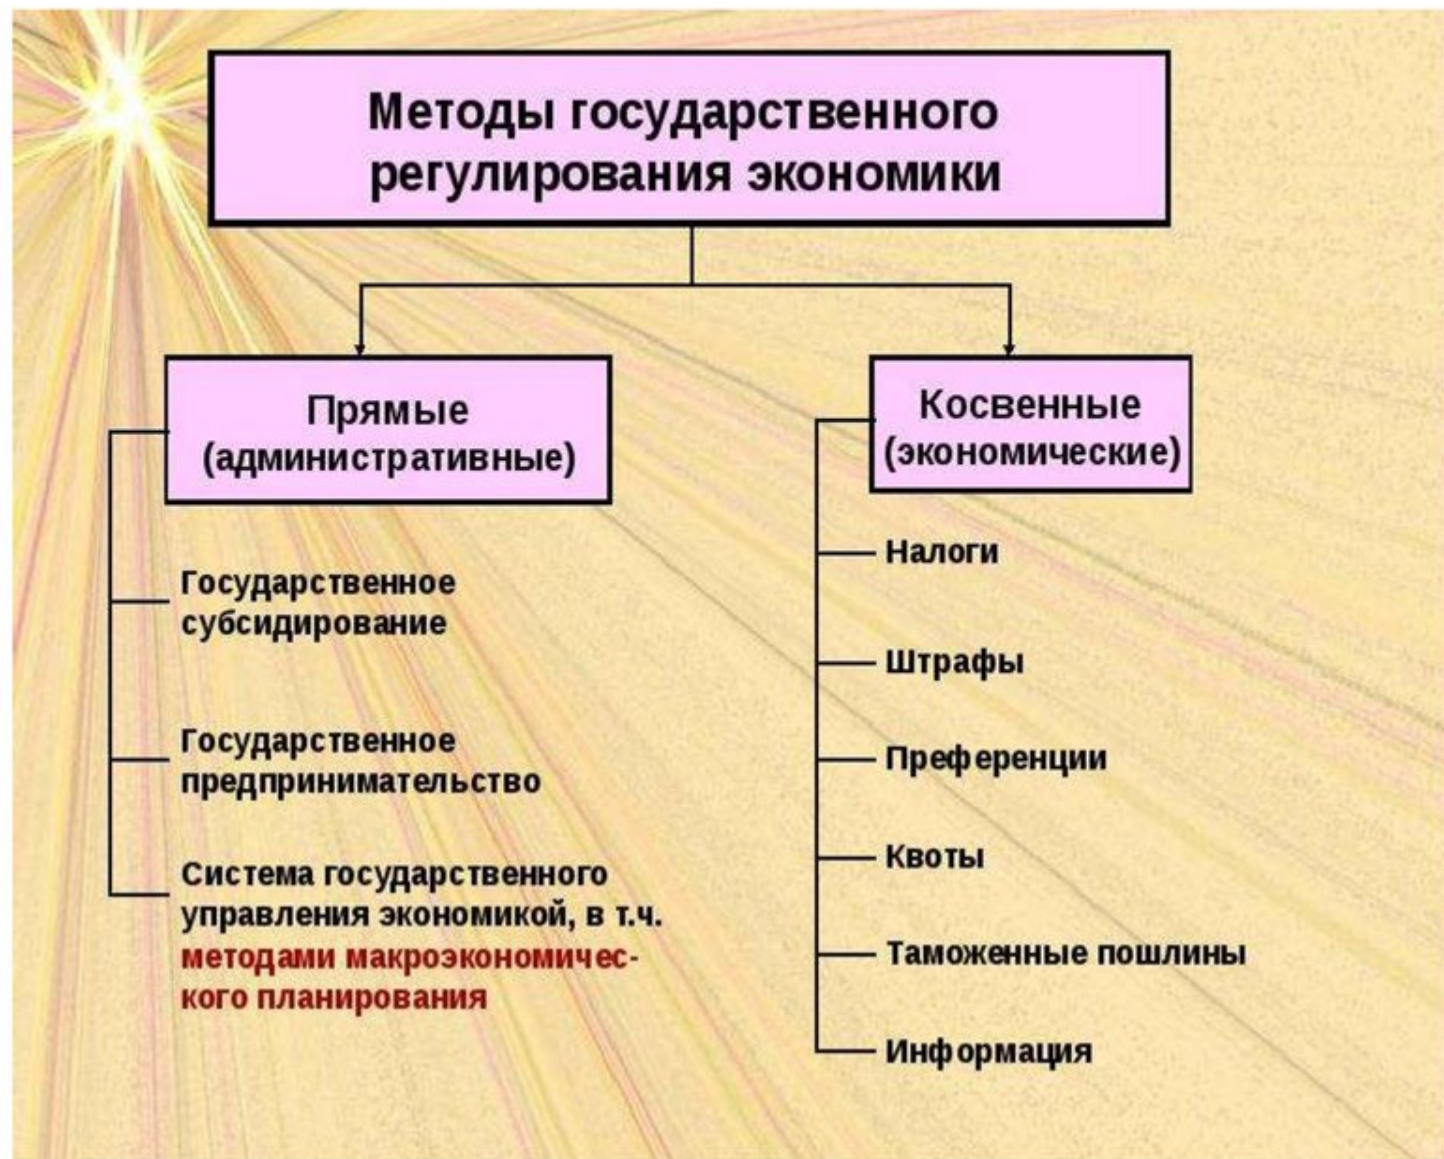 Методы государственного
регулирования экономики
Прямые
(административные)
Государственное
субсидирование
Государственное
предпринимательство
Система государственного
управления экономикой, в т.ч.
методами макроэкономичес-
кого планирования
Косвенные
(экономические)
Налоги
Штрафы
Преференции
Квоты
Таможенные пошлины
Информация